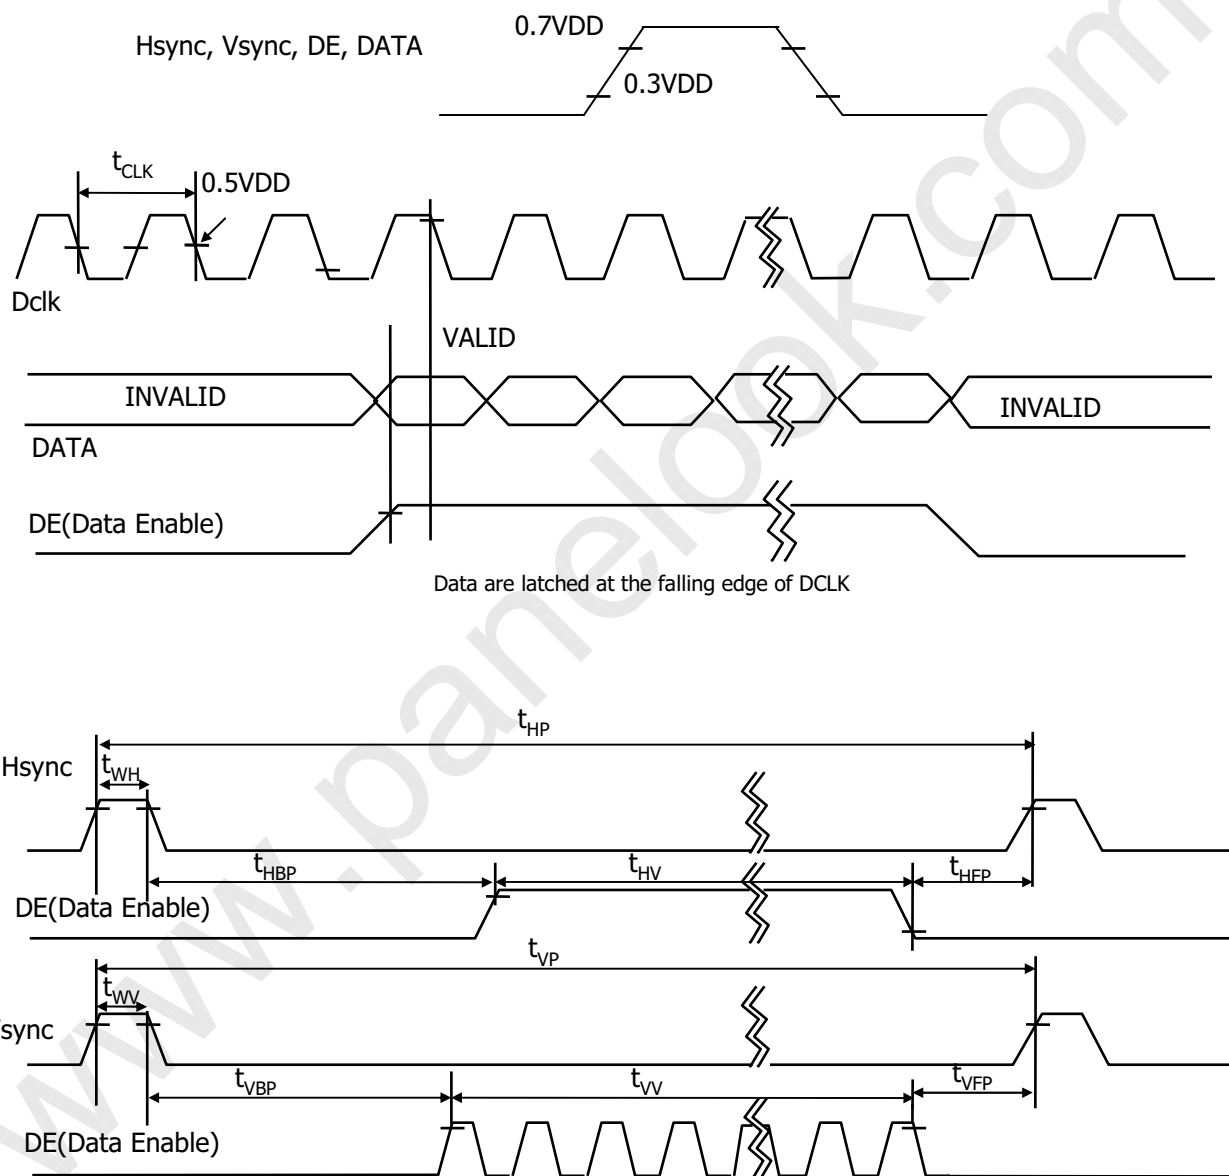 Hsync, Vsync, DE, DATA
0.7VDD
0.3VDD
tCLK
0.5VDD
Dclk
VALID
INVALID
INVALID
DATA
DE(Data Enable)
Data are latched at the falling edge of DCLK
tHP
Hsync
tWH
tHBP
tHV
tHFP
DE(Data Enable)
tVP
tWV
sync
tVBP
tVV
tVFP
DE(Data Enable)
www.panelook.com